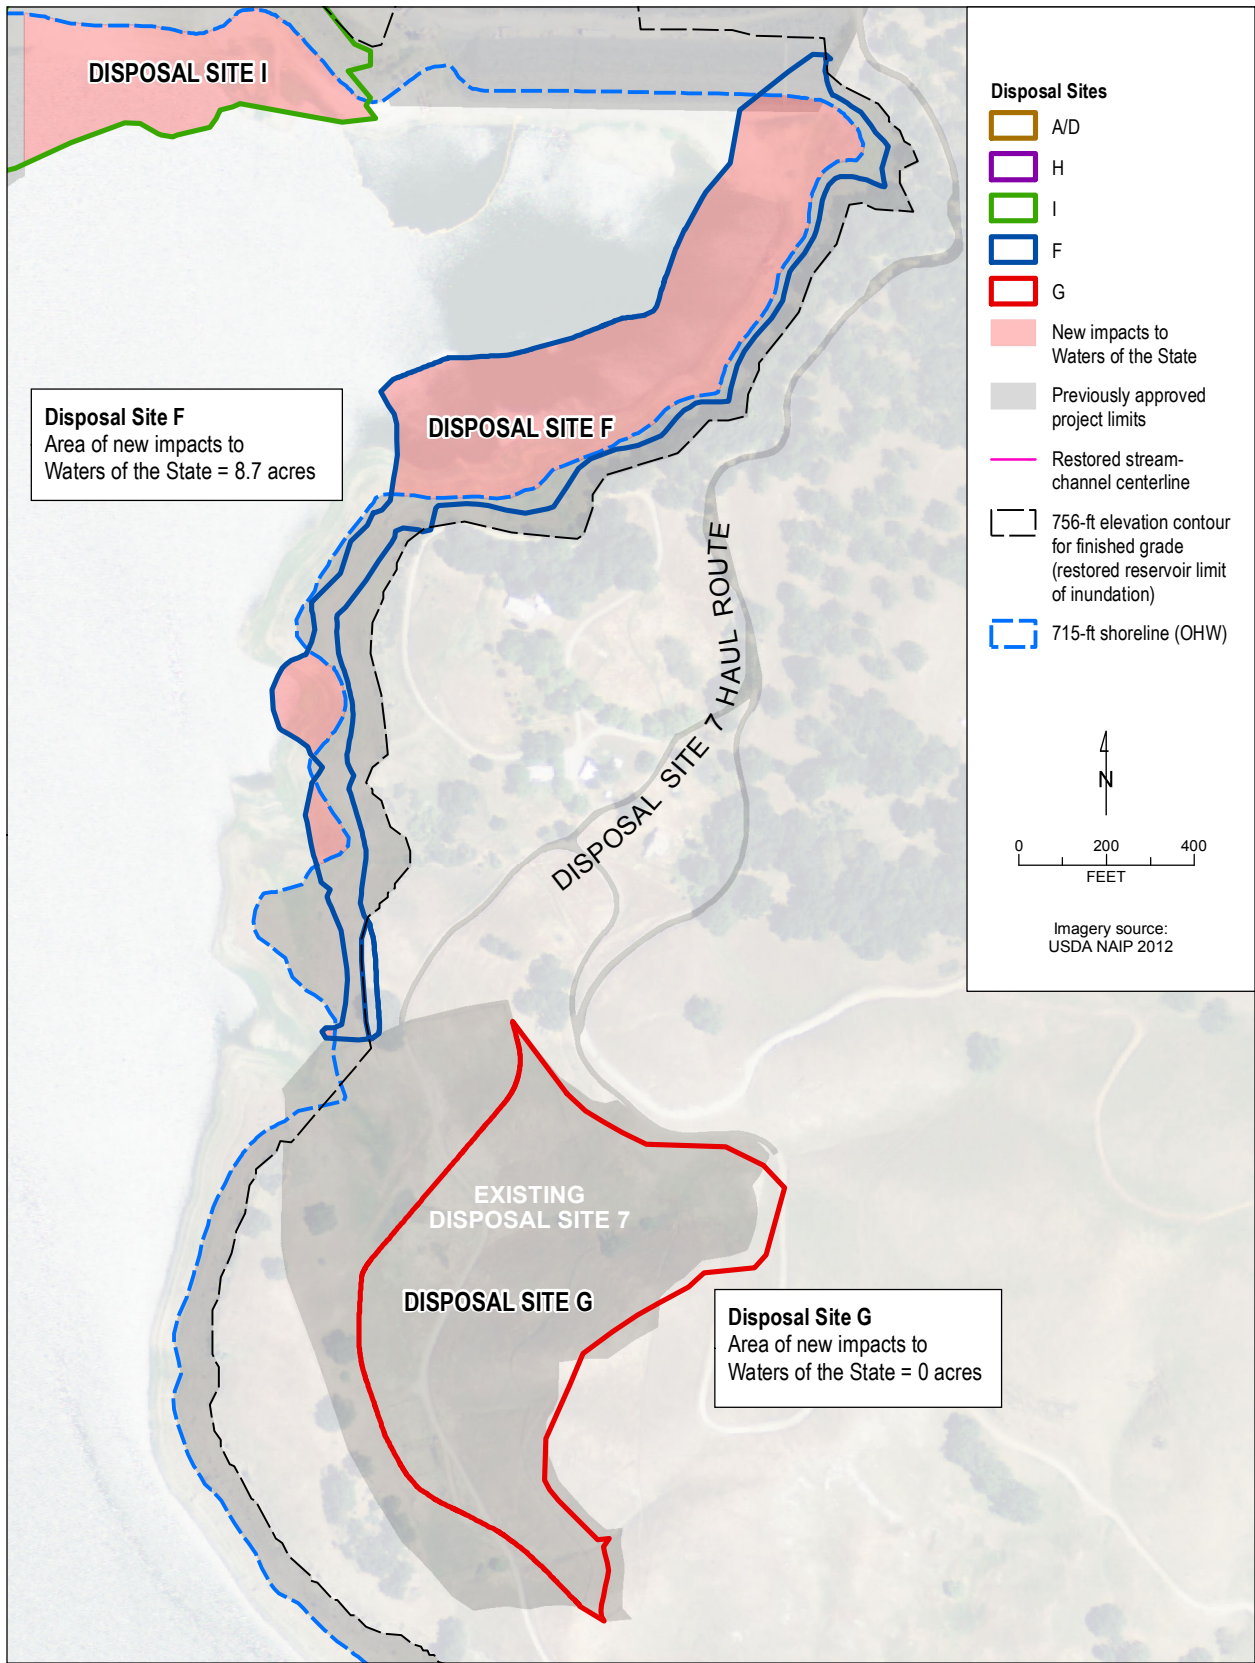 DISPOSAL SITE I
Disposal Sites
A/D
H
I
F
G
New impacts to
Waters of the State
Previously approved
project limits
Restored stream-
channel centerline
756-ft elevation contour
for finished grade
(restored reservoir limit
of inundation)
715-ft shoreline (OHW)
N
0 200 400
FEET
Imagery source:
USDA NAIP 2012
Disposal Site F
Area of new impacts to
Waters of the State = 8.7 acres
DISPOSAL SITE F
DISPOSAL SITE 7 HAUL ROUTE
EXISTING
DISPOSAL SITE 7
DISPOSAL SITE G
Disposal Site G
Area of new impacts to
Waters of the State = 0 acres